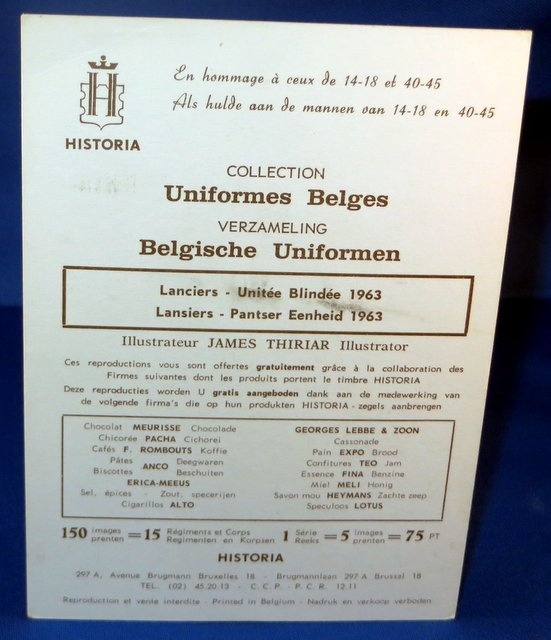 H
HISTORIA
En hommage à ceux de 14-18 et 40-45
Als hulde aan de mannen van 14-18 en 40-45
COLLECTION
Uniformes Belges
VERZAMELING
Belgische Uniformen
Lanciers - Unitée Blindée 1963
Lansiers - Pantser Eenheid 1963
Illustrateur JAMES THIRIAR Illustrator
Ces reproductions vous sont offertes gratuitement grâce à la collaboration des
Firmes suivantes dont les produits portent le timbre HISTORIA
Deze reproducties worden U gratis aangeboden dank aan de medewerking van
de volgende firma's die op hun produkten HISTORIA-zegels aanbrengen
Chocolat MEURISSE Chocolade
Chicorée PACHA Cichorei
Cafés F. ROMBOUTS Koffie
Pâtes ANCO Deegwaren
Biscottes Beschuiten
ERICA-MEEUS
Sel, épices - Zout, specerijen
Cigarillos ALTO
GEORGES LEBBE & ZOON
Cassonade
Pain EXPO Brood
Confitures TEO Jam
Essence FINA Benzine
Miel MELI Honig
Savon mou HEYMANS Zachte zeep
Speculoos LOTUS
150 images prenten = 15 Régiments et Corps Regimenten en Korpsen 1 Série Reeks = 5 images prenten = 75 PT
HISTORIA
297 A, Avenue Brugmann Bruxelles 18 - Brugmannlaan 297 A Brussel 18
TEL. (02) 45.20.13 - C.C.P. - P.C.R. 12.11
Reproduction et vente interdite - Printed in Belgium - Nadruk en verkoop verboden